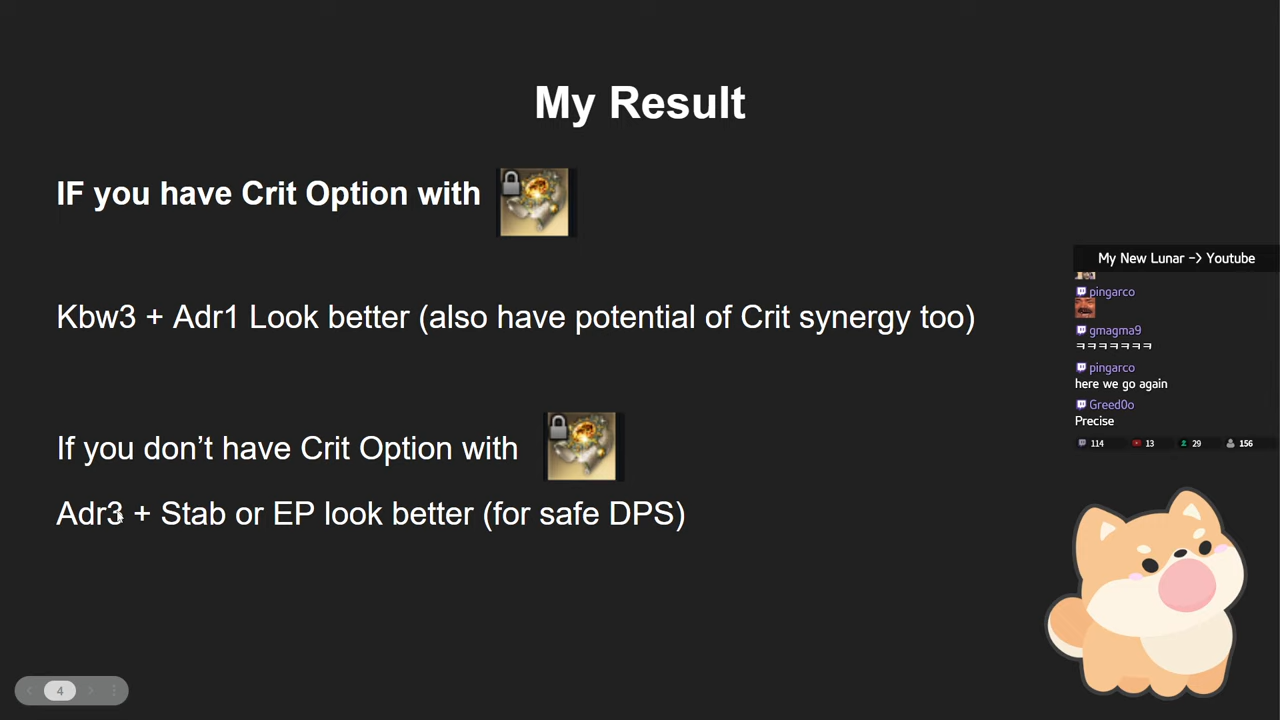 My Result
IF you have Crit Option with
Kbw3 + Adr1 Look better (also have potential of Crit synergy too)
If you don't have Crit Option with
Adr3 + Stab or EP look better (for safe DPS)
My New Lunar -> Youtube
pingarco
gmagma9
ㅋㅋㅋㅋㅋㅋㅋ
pingarco
here we go again
Greed0o
Precise
114 13 29 156
4